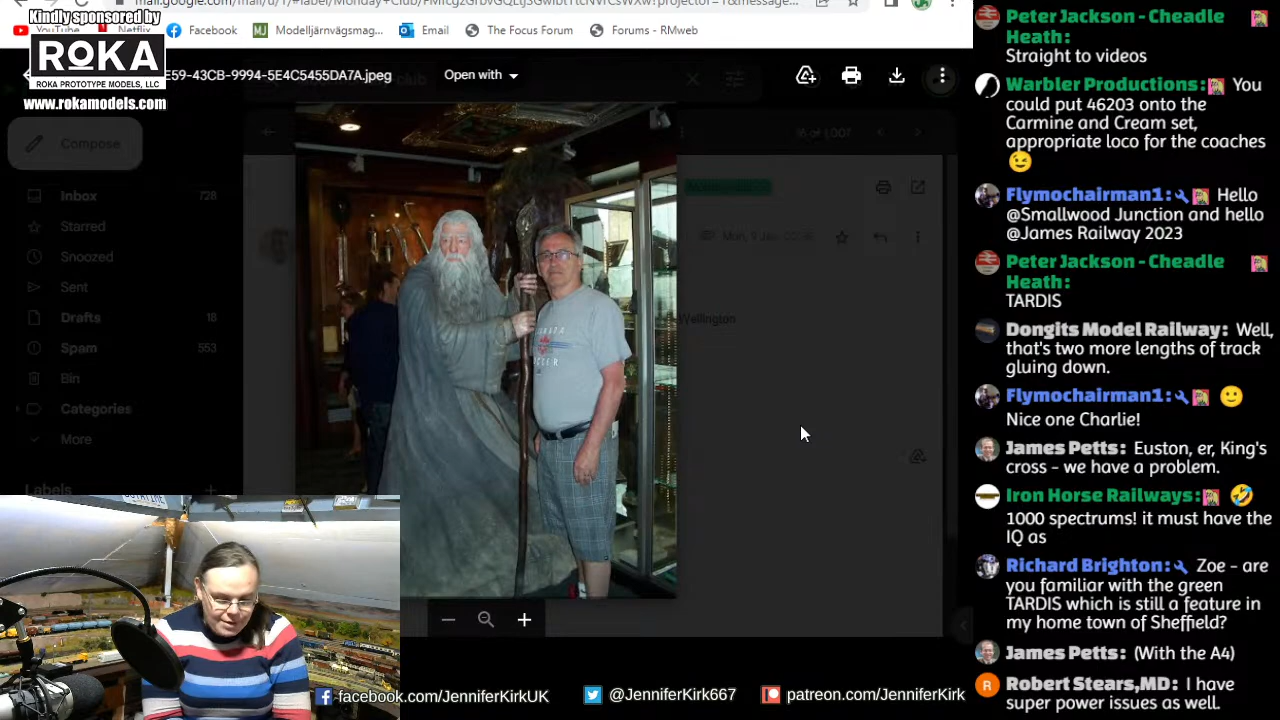 Kindly sponsored by
RoKA
ROKA PROTOTYPE MODELS, LLC
www.rokamodels.com
YouTube
Netflix
Facebook
Modelljärnvägsmag...
Email
The Focus Forum
Forums - RMweb
E59-43CB-9994-5E4C5455DA7A.jpeg
Open with
Compose
Inbox 728
Starred
Snoozed
Sent
Drafts 18
Spam 553
Bin
Categories
More
Labels
Wellington
facebook.com/JenniferKirkUK
@JenniferKirk667
patreon.com/JenniferKirk
Peter Jackson - Cheadle
Heath:
Straight to videos
Warbler Productions: You
could put 46203 onto the
Carmine and Cream set,
appropriate loco for the coaches
Flymochairman1: Hello
@Smallwood Junction and hello
@James Railway 2023
Peter Jackson - Cheadle
Heath:
TARDIS
Dongits Model Railway: Well,
that's two more lengths of track
gluing down.
Flymochairman1:
Nice one Charlie!
James Petts: Euston, er, King's
cross - we have a problem.
Iron Horse Railways:
1000 spectrums! it must have the
IQ as
Richard Brighton: Zoe - are
you familiar with the green
TARDIS which is still a feature in
my home town of Sheffield?
James Petts: (With the A4)
Robert Stears,MD: I have
super power issues as well.